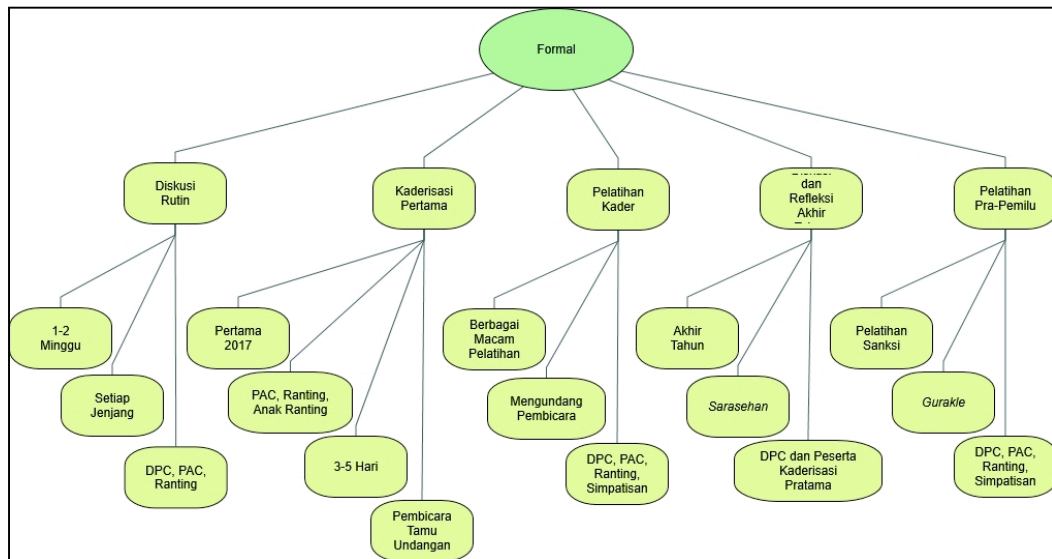 Formal
Diskusi
Rutin
Kaderisasi
Pertama
Pelatihan
Kader
dan
Refleksi
Akhir
Pelatihan
Pra-Pemilu
1-2
Minggu
Setiap
Jenjang
DPC, PAC,
Ranting
Pertama
2017
PAC, Ranting,
Anak Ranting
3-5 Hari
Pembicara
Tamu
Undangan
Berbagai
Macam
Pelatihan
Mengundang
Pembicara
DPC, PAC,
Ranting,
Simpatisan
Akhir
Tahun
Sarasehan
DPC dan Peserta
Kaderisasi
Pratama
Pelatihan
Sanksi
Gurakle
DPC, PAC,
Ranting,
Simpatisan